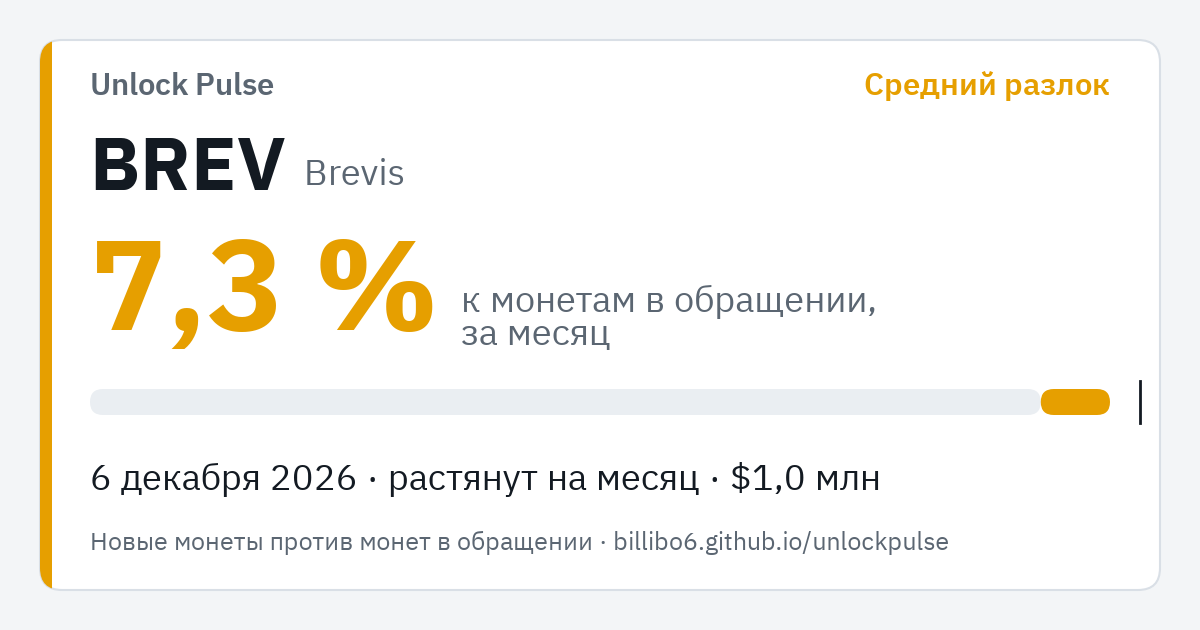 Unlock Pulse
Средний разлок
BREV Brevis
7,3 % к монетам в обращении,
за месяц
6 декабря 2026 · растянут на месяц · $1,0 млн
Новые монеты против монет в обращении · billibo6.github.io/unlockpulse